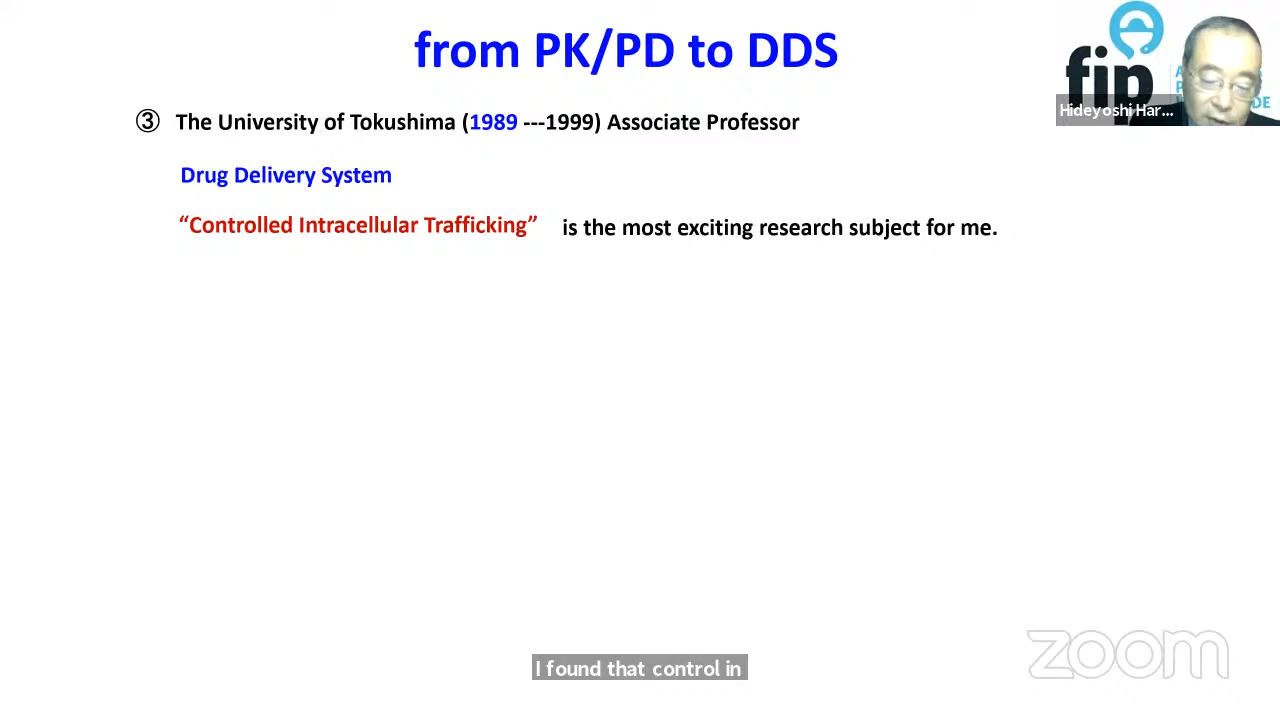 from PK/PD to DDS
fip
Hideyoshi Har...
③ The University of Tokushima (1989 ---1999) Associate Professor
Drug Delivery System
“Controlled Intracellular Trafficking” is the most exciting research subject for me.
I found that control in
zoom